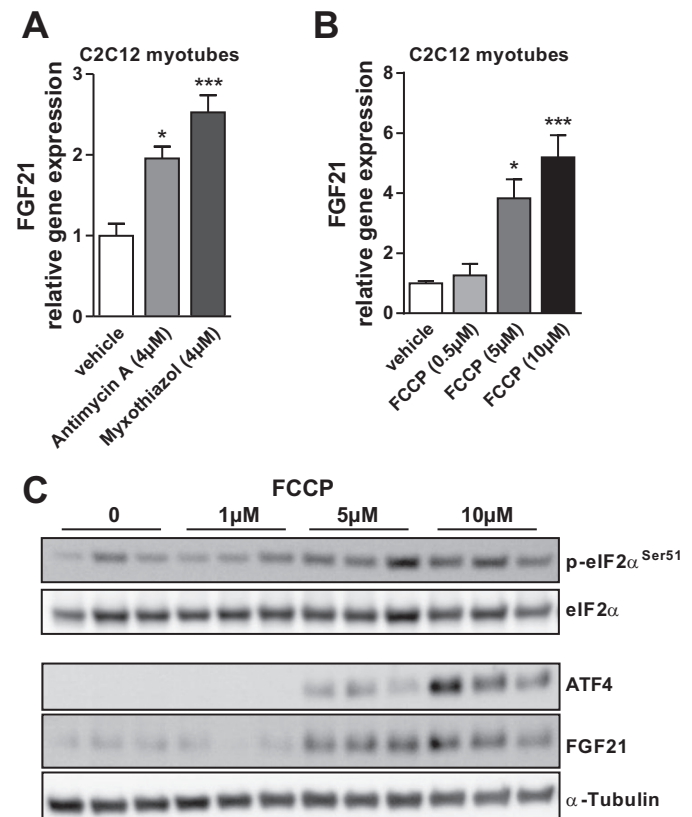 A
C2C12 myotubes
FGF21
relative gene expression
3
2
1
0
*
***
vehicle
Antimycin A (4µM)
Myxothiazol (4µM)
B
C2C12 myotubes
FGF21
relative gene expression
8
6
4
2
0
*
***
vehicle
FCCP (0.5µM)
FCCP (5µM)
FCCP (10µM)
C
FCCP
0 1µM 5µM 10µM
p-eIF2α Ser51
eIF2α
ATF4
FGF21
α-Tubulin